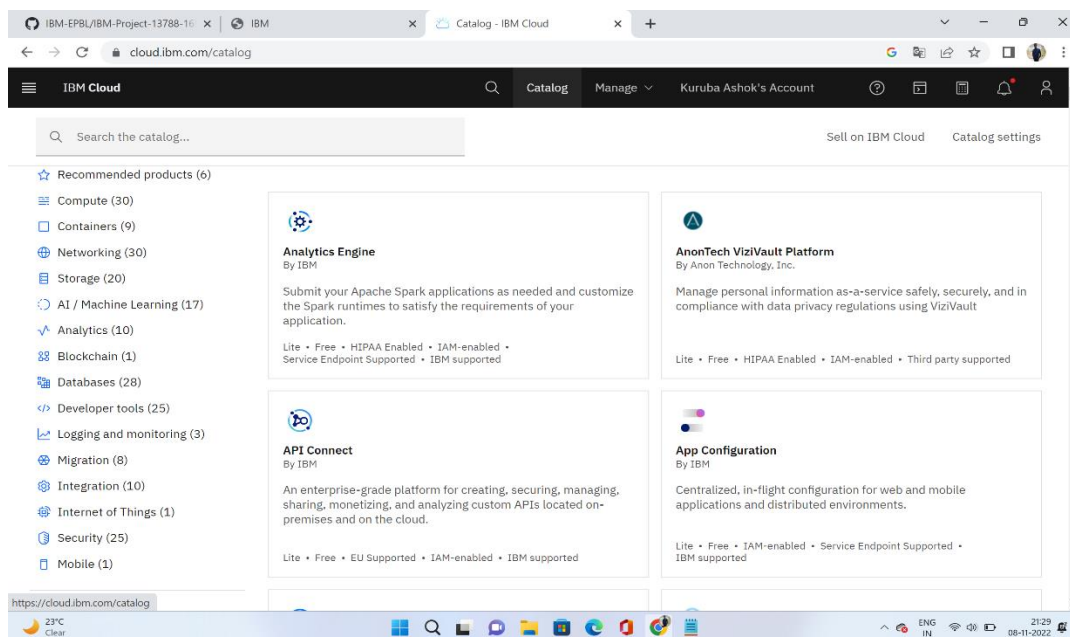 IBM-EPBL/IBM-Project-13788-16
IBM
Catalog - IBM Cloud
cloud.ibm.com/catalog
IBM Cloud
Catalog
Manage
Kuruba Ashok's Account
Search the catalog...
Sell on IBM Cloud
Catalog settings
Recommended products (6)
Compute (30)
Containers (9)
Networking (30)
Storage (20)
AI / Machine Learning (17)
Analytics (10)
Blockchain (1)
Databases (28)
Developer tools (25)
Logging and monitoring (3)
Migration (8)
Integration (10)
Internet of Things (1)
Security (25)
Mobile (1)
Analytics Engine
By IBM
Submit your Apache Spark applications as needed and customize
the Spark runtimes to satisfy the requirements of your
application.
Lite • Free • HIPAA Enabled • IAM-enabled •
Service Endpoint Supported • IBM supported
AnonTech ViziVault Platform
By Anon Technology, Inc.
Manage personal information as-a-service safely, securely, and in
compliance with data privacy regulations using ViziVault
Lite • Free • HIPAA Enabled • IAM-enabled • Third party supported
API Connect
By IBM
An enterprise-grade platform for creating, securing, managing,
sharing, monetizing, and analyzing custom APIs located on-
premises and on the cloud.
Lite • Free • EU Supported • IAM-enabled • IBM supported
App Configuration
By IBM
Centralized, in-flight configuration for web and mobile
applications and distributed environments.
Lite • Free • IAM-enabled • Service Endpoint Supported •
IBM supported
https://cloud.ibm.com/catalog
23°C
Clear
ENG
IN
21:29
08-11-2022